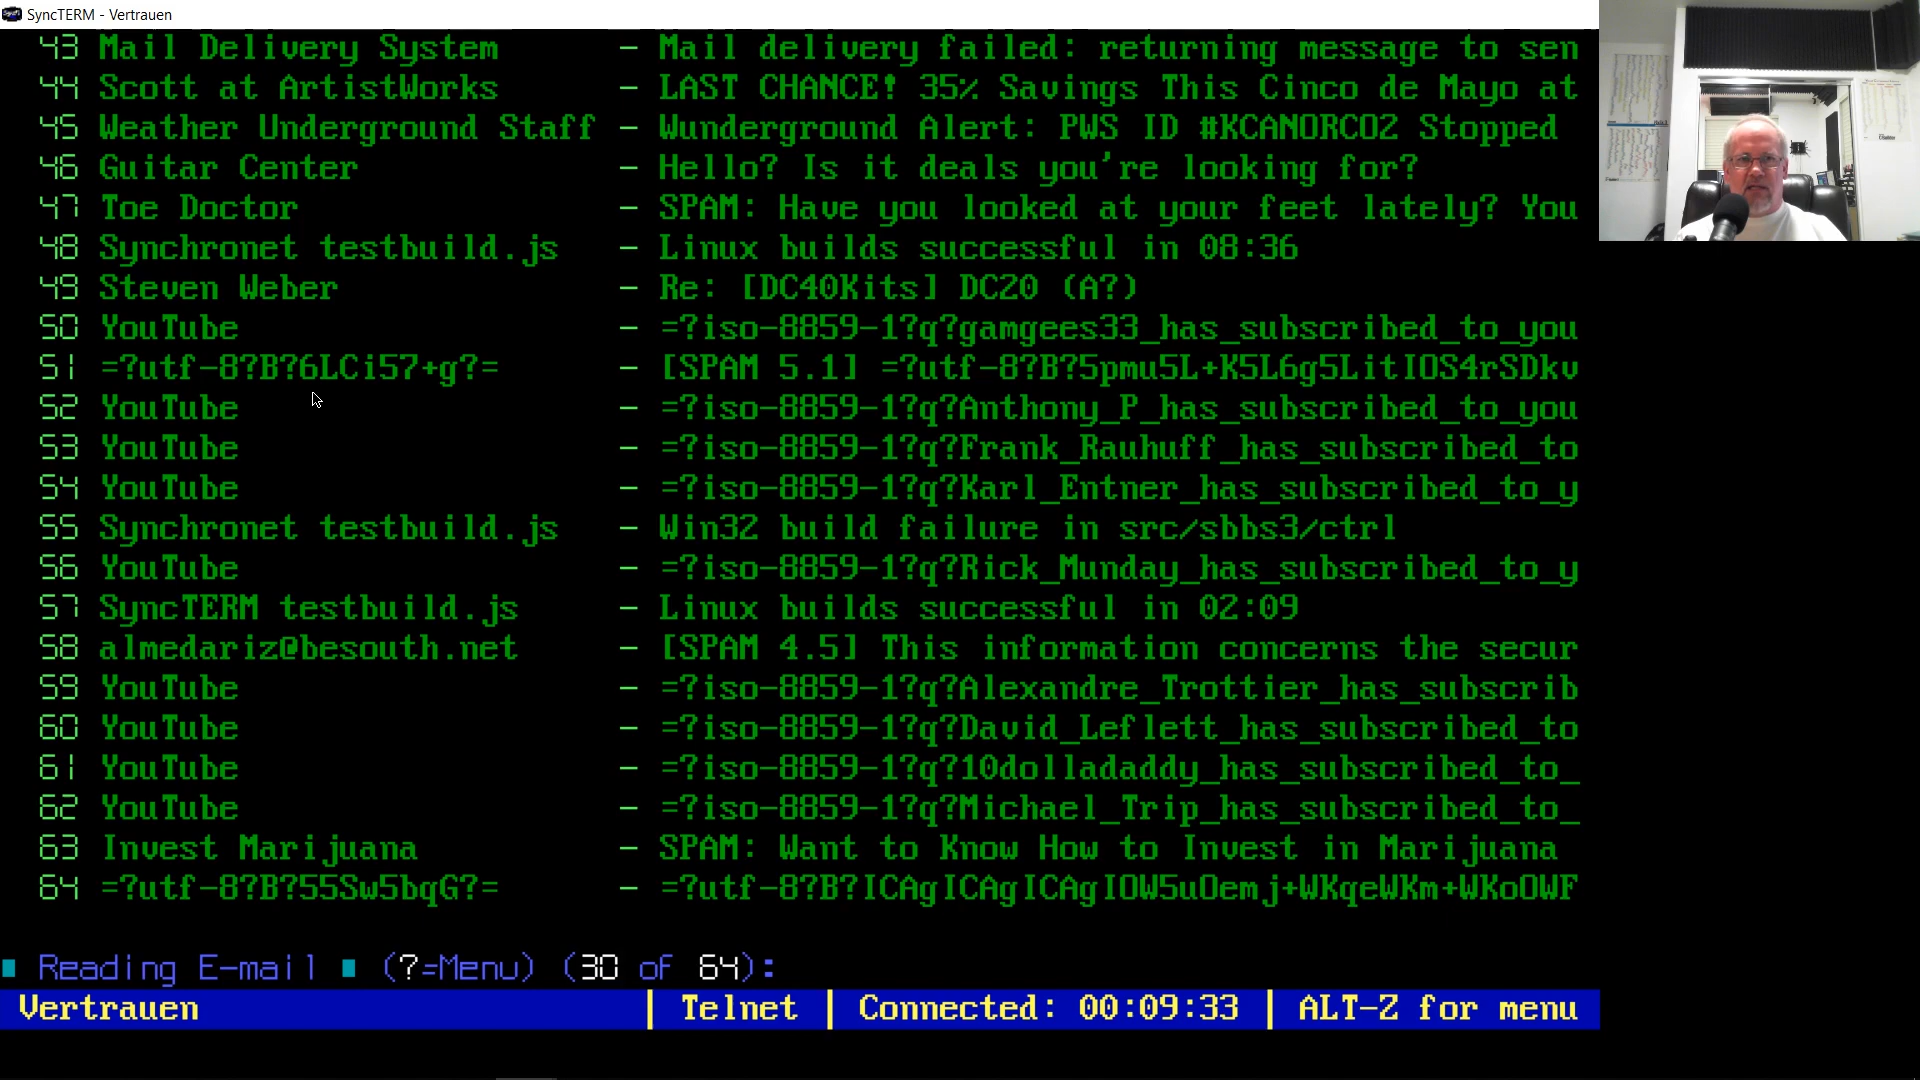 SyncTERM - Vertrauen
43 Mail Delivery System - Mail delivery failed: returning message to sen
44 Scott at ArtistWorks - LAST CHANCE! 35% Savings This Cinco de Mayo at
45 Weather Underground Staff - Wunderground Alert: PWS ID #KCANORCO2 Stopped
46 Guitar Center - Hello? Is it deals you're looking for?
47 Toe Doctor - SPAM: Have you looked at your feet lately? You
48 Synchronet testbuild.js - Linux builds successful in 08:36
49 Steven Weber - Re: [DC40Kits] DC20 (A?)
50 YouTube - =?iso-8859-1?q?gamgees33_has_subscribed_to_you
51 =?utf-8?B?6LCi57+g?= - [SPAM 5.1] =?utf-8?B?5pmu5L+K5L6g5LitIOS4rSDkv
52 YouTube - =?iso-8859-1?q?Anthony_P_has_subscribed_to_you
53 YouTube - =?iso-8859-1?q?Frank_Rauhuff_has_subscribed_to
54 YouTube - =?iso-8859-1?q?Karl_Entner_has_subscribed_to_y
55 Synchronet testbuild.js - Win32 build failure in src/sbbs3/ctrl
56 YouTube - =?iso-8859-1?q?Rick_Munday_has_subscribed_to_y
57 SyncTERM testbuild.js - Linux builds successful in 02:09
58 almedariz@besouth.net - [SPAM 4.5] This information concerns the secur
59 YouTube - =?iso-8859-1?q?Alexandre_Trottier_has_subscrib
60 YouTube - =?iso-8859-1?q?David_Leflett_has_subscribed_to
61 YouTube - =?iso-8859-1?q?10dolladaddy_has_subscribed_to_
62 YouTube - =?iso-8859-1?q?Michael_Trip_has_subscribed_to_
63 Invest Marijuana - SPAM: Want to Know How to Invest in Marijuana
64 =?utf-8?B?55Sw5bqG?= - =?utf-8?B?ICAgICAgICAgIOW5uOemj+WKqeWKm+WKoOWF
Reading E-mail (?=Menu) (30 of 64):
Vertrauen | Telnet | Connected: 00:09:33 | ALT-Z for menu